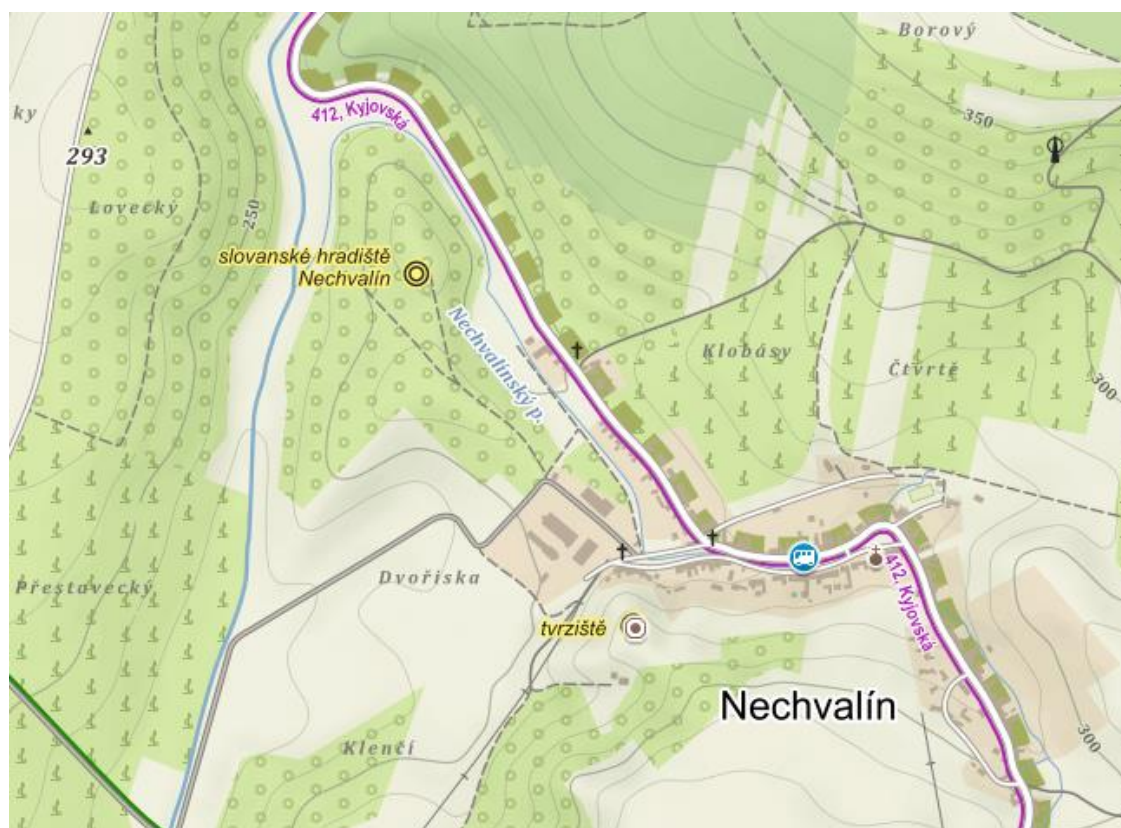 Borový
ky
412, Kyjovská
350
293
Lovecký
250
slovanské hradiště
Nechvalín
Nechvalínský p.
Klobásy
Čtvrtě
300
Dvořiska
412, Kyjovská
Přestavecký
tvrziště
Nechvalín
Klenčí
300